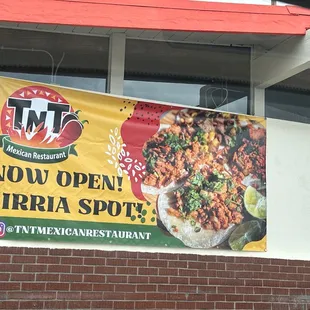 TNT
Mexican Restaurant
NOW OPEN!
IRRIA SPOT!
@TNTMEXICANRESTAURANT